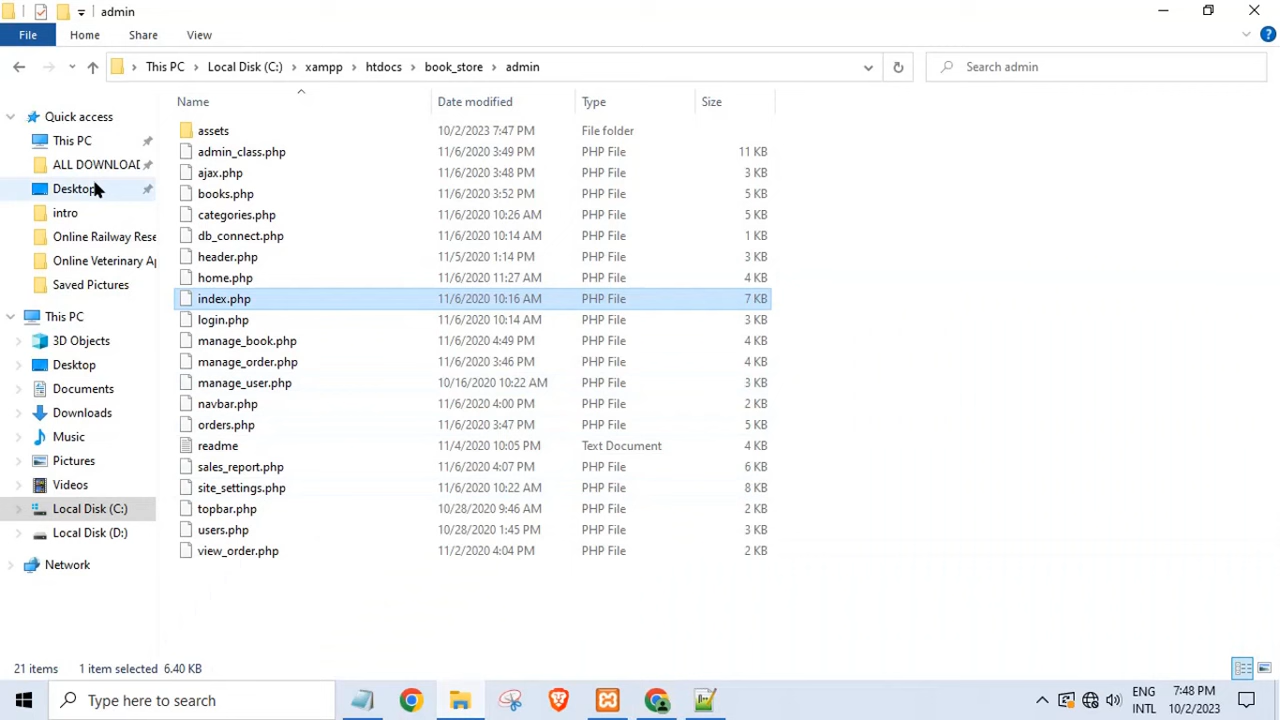 admin
File Home Share View
This PC Local Disk (C:) xampp htdocs book_store admin Search admin
Quick access
This PC
ALL DOWNLOAD
Desktop
intro
Online Railway Rese
Online Veterinary Ap
Saved Pictures
This PC
3D Objects
Desktop
Documents
Downloads
Music
Pictures
Videos
Local Disk (C:)
Local Disk (D:)
Network
Name Date modified Type Size
assets 10/2/2023 7:47 PM File folder
admin_class.php 11/6/2020 3:49 PM PHP File 11 KB
ajax.php 11/6/2020 3:48 PM PHP File 3 KB
books.php 11/6/2020 3:52 PM PHP File 5 KB
categories.php 11/6/2020 10:26 AM PHP File 5 KB
db_connect.php 11/6/2020 10:14 AM PHP File 1 KB
header.php 11/5/2020 1:14 PM PHP File 3 KB
home.php 11/6/2020 11:27 AM PHP File 4 KB
index.php 11/6/2020 10:16 AM PHP File 7 KB
login.php 11/6/2020 10:14 AM PHP File 3 KB
manage_book.php 11/6/2020 4:49 PM PHP File 4 KB
manage_order.php 11/6/2020 3:46 PM PHP File 4 KB
manage_user.php 10/16/2020 10:22 AM PHP File 3 KB
navbar.php 11/6/2020 4:00 PM PHP File 2 KB
orders.php 11/6/2020 3:47 PM PHP File 5 KB
readme 11/4/2020 10:05 PM Text Document 4 KB
sales_report.php 11/6/2020 4:07 PM PHP File 6 KB
site_settings.php 11/6/2020 10:22 AM PHP File 8 KB
topbar.php 10/28/2020 9:46 AM PHP File 2 KB
users.php 10/28/2020 1:45 PM PHP File 3 KB
view_order.php 11/2/2020 4:04 PM PHP File 2 KB
21 items 1 item selected 6.40 KB
Type here to search
ENG
INTL
7:48 PM
10/2/2023